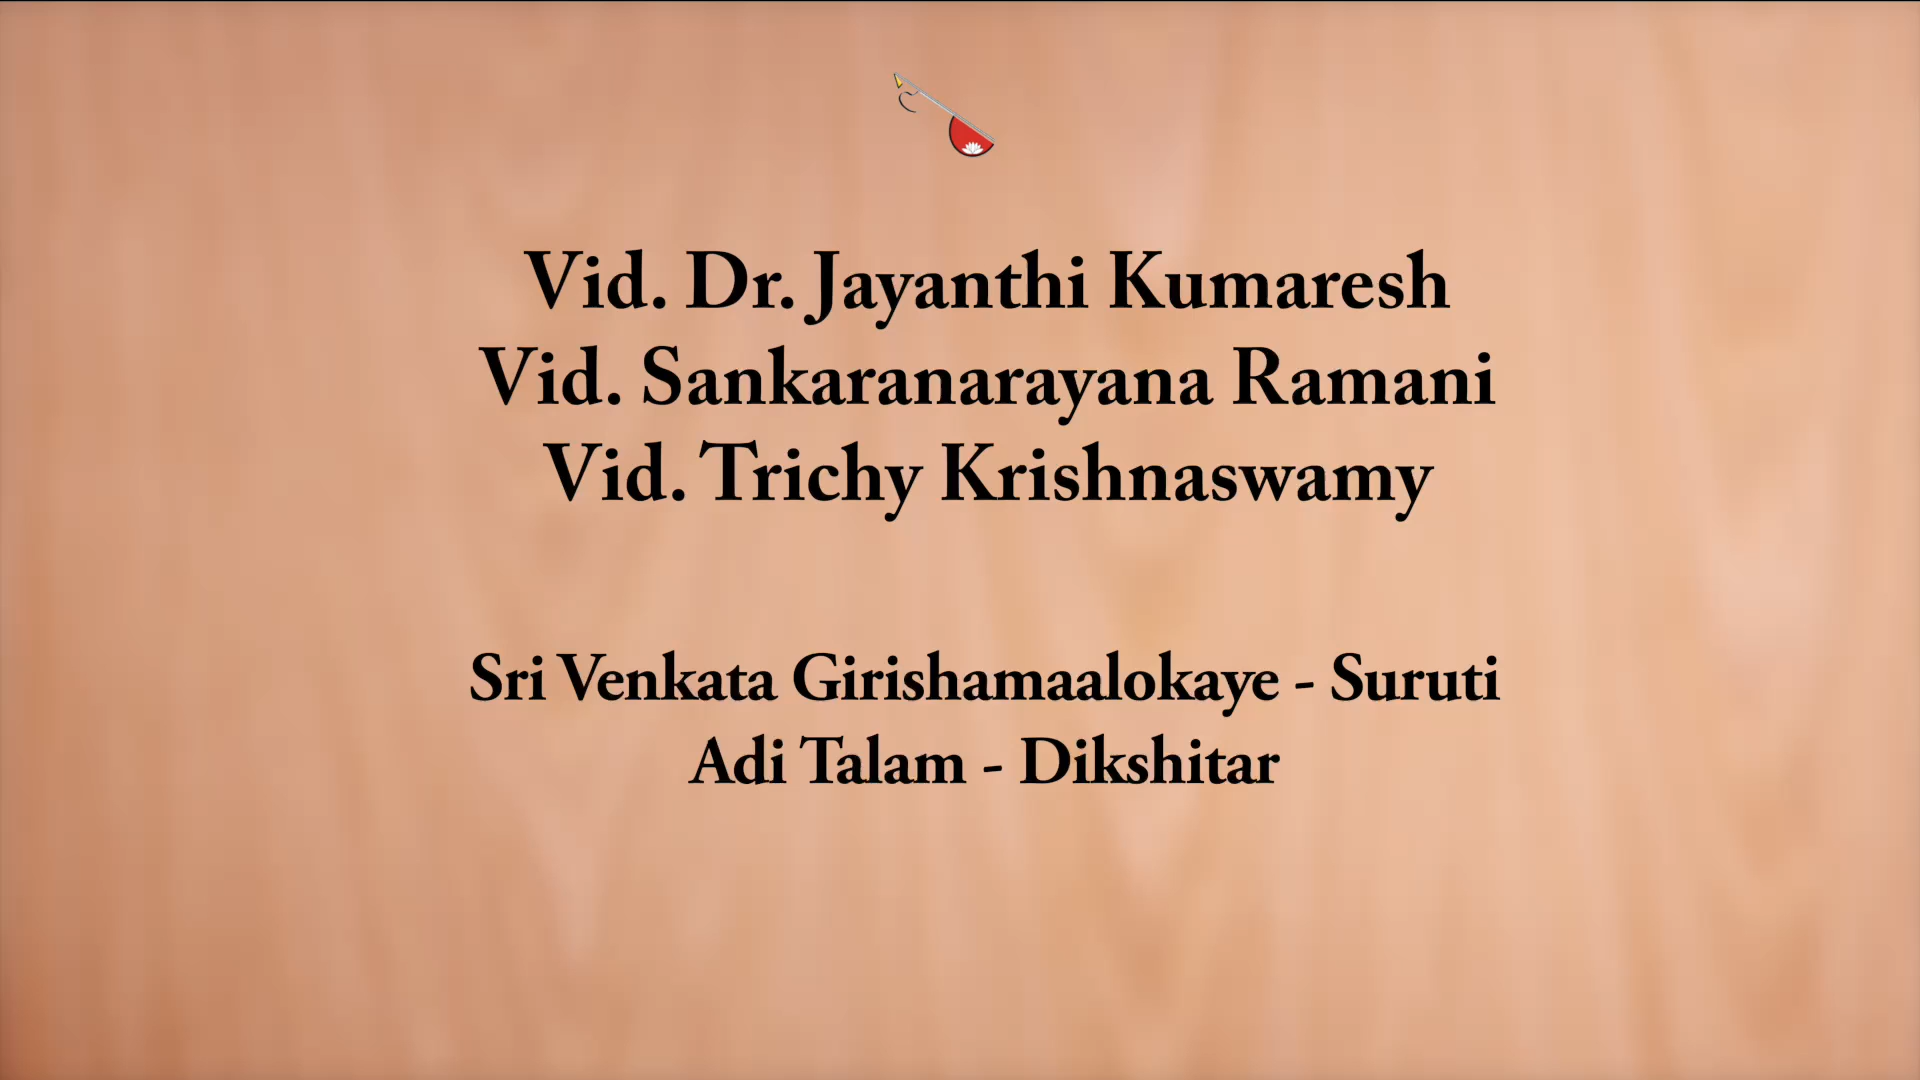 Vid. Dr. Jayanthi Kumaresh
Vid. Sankaranarayana Ramani
Vid. Trichy Krishnaswamy
Sri Venkata Girishamaalokaye - Suruti
Adi Talam - Dikshitar